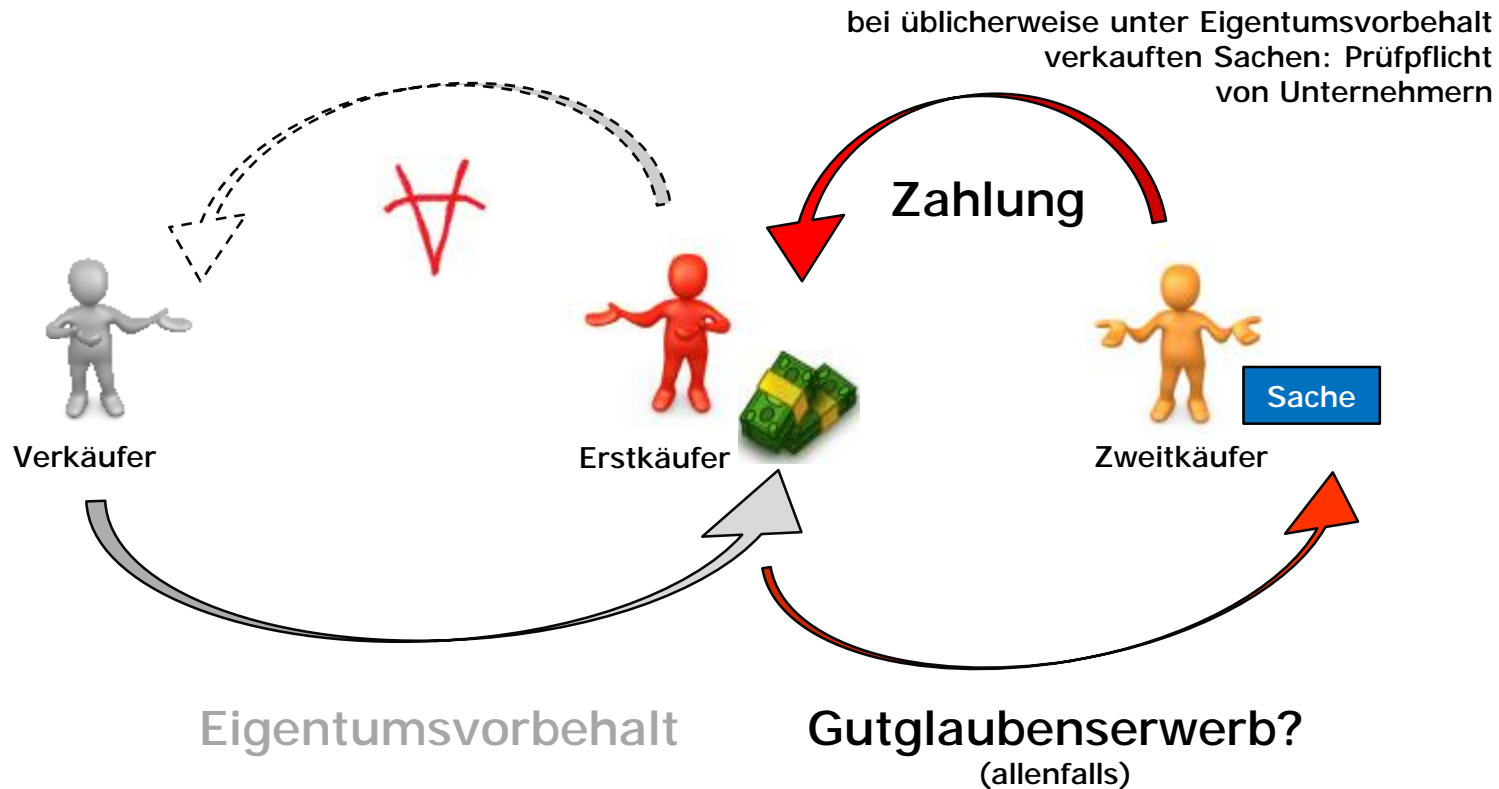 bei üblicherweise unter Eigentumsvorbehalt
verkauften Sachen: Prüfpflicht
von Unternehmern
Zahlung
Sache
Verkäufer
Erstkäufer
Zweitkäufer
Eigentumsvorbehalt
Gutglaubenserwerb?
(allenfalls)